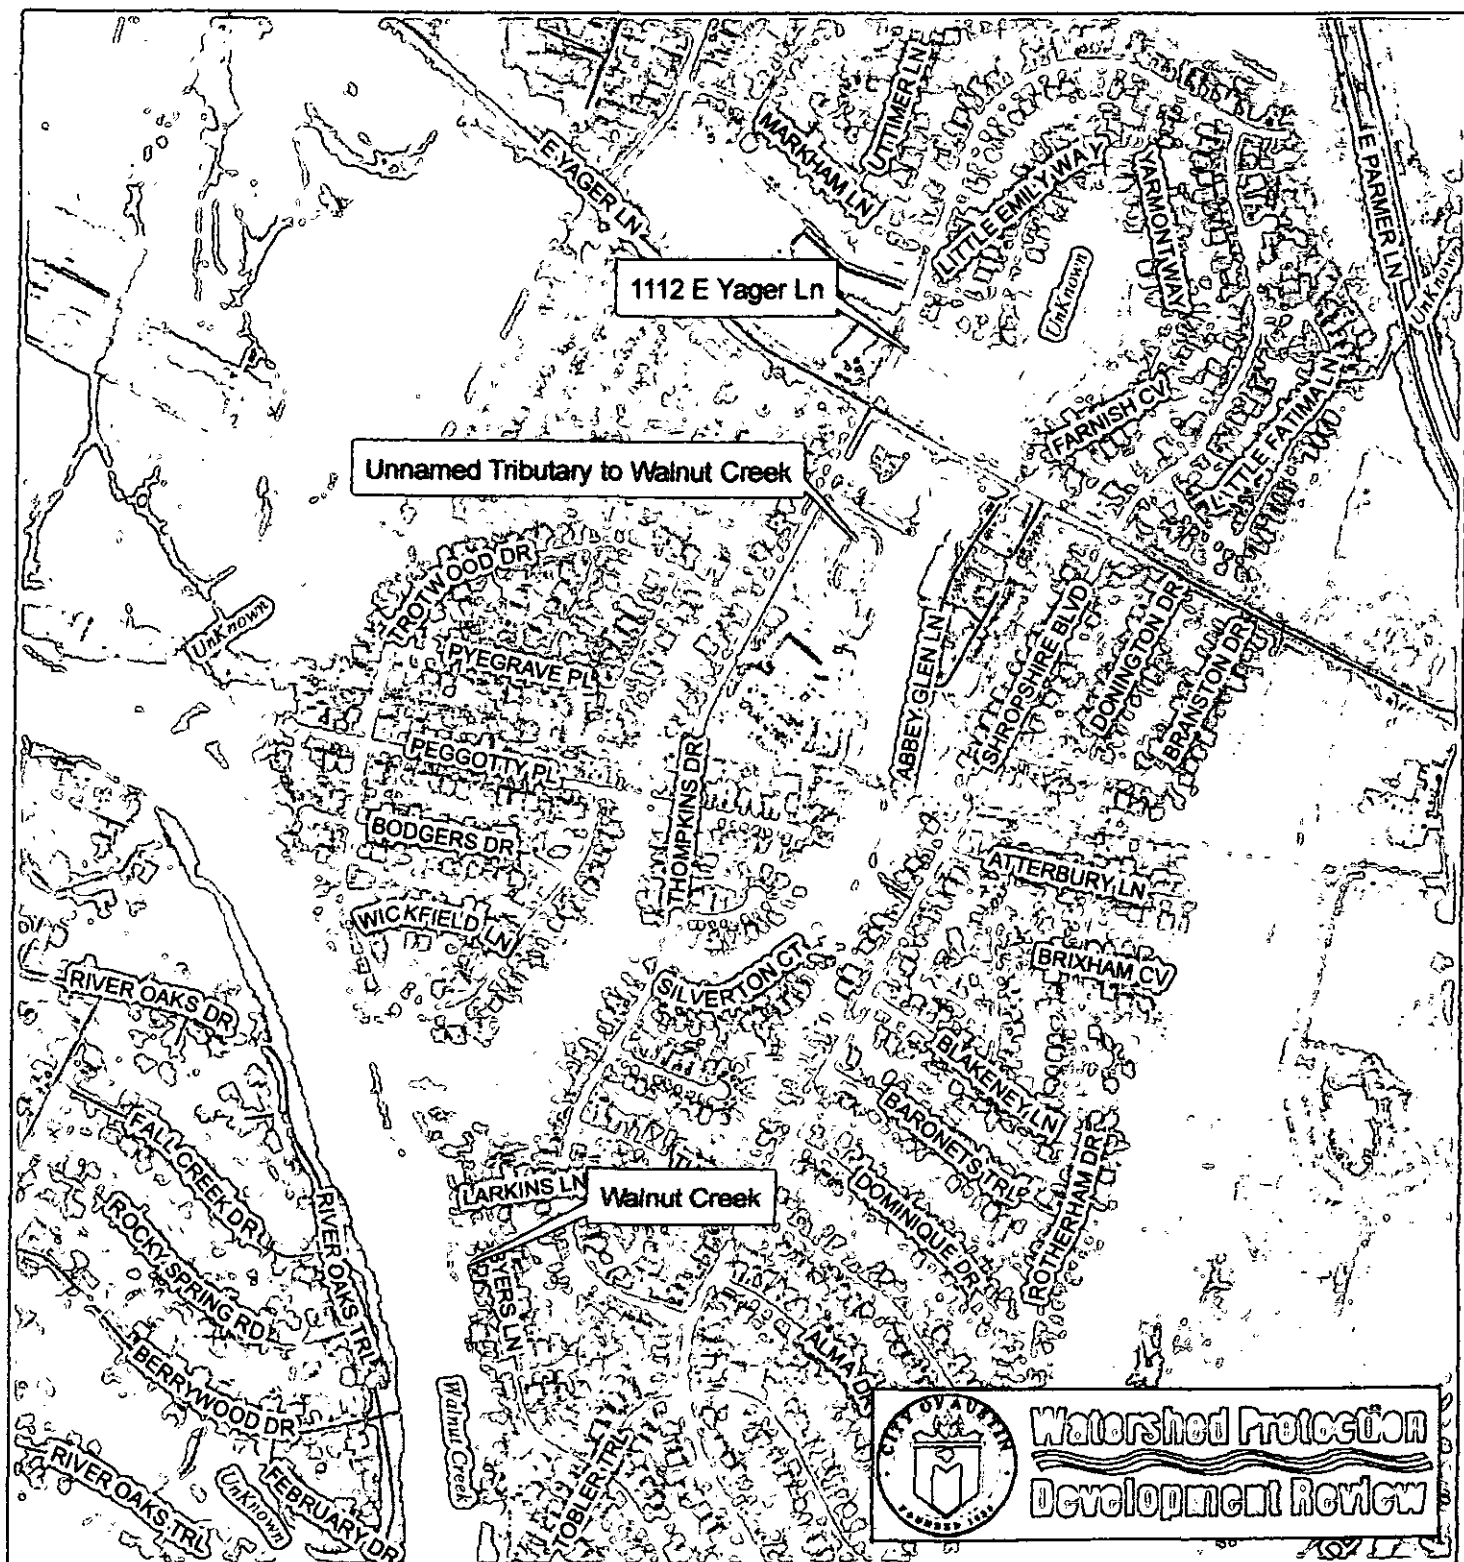 UTTIMER LN
MARKHAM LN
E YAGER LN
LITTLE EMILY WAY
YARMONT WAY
E PARMER LN
UnKnown
UnKnown
1112 E Yager Ln
FARNISH CV
LITTLE FATIMA LN
Unnamed Tributary to Walnut Creek
TROTWOOD DR
UnKnown
PYEGRAVE PL
PEGGOTTY PL
BODGERS DR
WICKFIELD LN
THOMPKINS DR
ABBEY GLEN LN
SHROPSHIRE BLVD
DONINGTON DR
BRANSTON DR
ATTERBURY LN
BRIXHAM CV
SILVERTON CT
RIVER OAKS DR
BLAKENEY LN
BARONETS TRL
DOMINIQUE DR
ROTHERHAM DR
FALL CREEK DR
ROCKY SPRING RD
RIVER OAKS TRL
BERRYWOOD DR
LARKINS LN
Walnut Creek
BYERS LN
ALMA DR
Walnut Creek
TOBLER TRL
RIVER OAKS TRL
UnKnown
FEBRUARY DR
CITY OF AUSTIN
FOUNDED 1839
Watershed Protection
Development Review